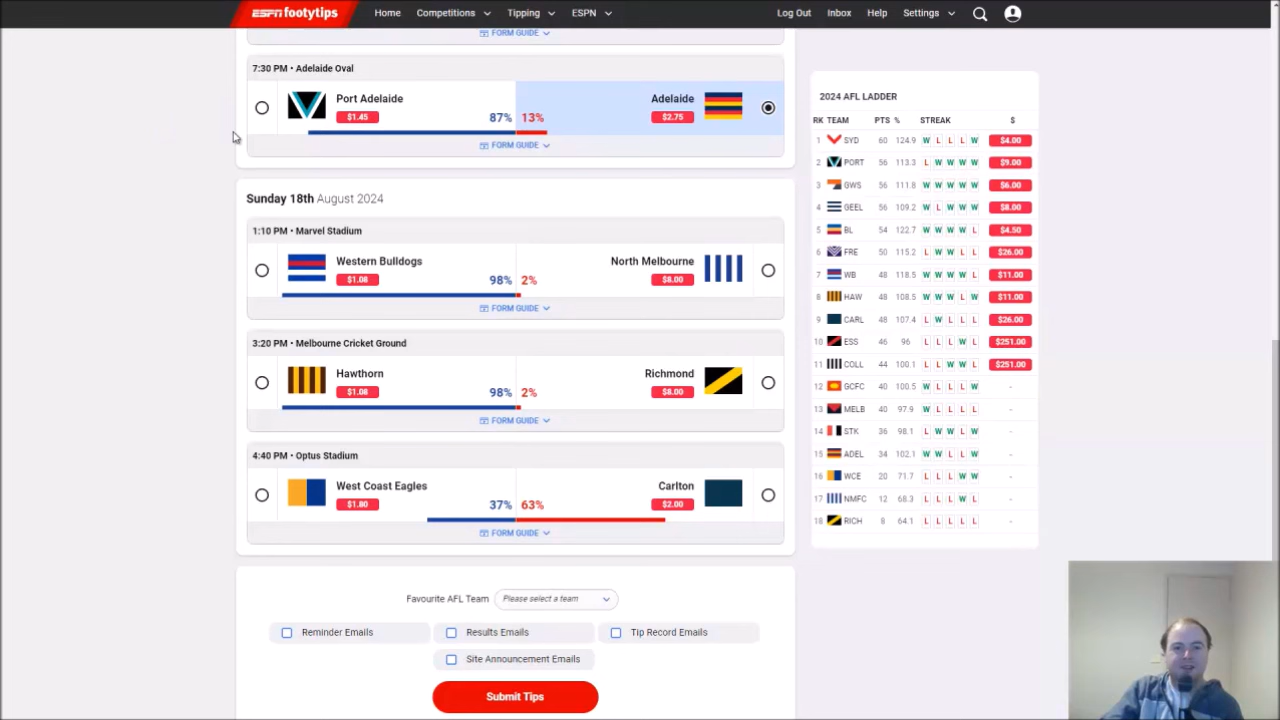 ESPN footytips Home Competitions Tipping ESPN Log Out Inbox Help Settings
FORM GUIDE
7:30 PM • Adelaide Oval
Port Adelaide $1.45 87% 13% Adelaide $2.75
FORM GUIDE
Sunday 18th August 2024
1:10 PM • Marvel Stadium
Western Bulldogs $1.08 98% 2% North Melbourne $8.00
FORM GUIDE
3:20 PM • Melbourne Cricket Ground
Hawthorn $1.08 98% 2% Richmond $8.00
FORM GUIDE
4:40 PM • Optus Stadium
West Coast Eagles $1.80 37% 63% Carlton $2.00
FORM GUIDE
Favourite AFL Team Please select a team
Reminder Emails Results Emails Tip Record Emails
Site Announcement Emails
Submit Tips
2024 AFL LADDER
RK TEAM PTS % STREAK $
1 SYD 60 124.9 W L L L W $4.00
2 PORT 56 113.3 L W W W W $9.00
3 GWS 56 111.8 W W W W W $6.00
4 GEEL 56 109.2 W L W W W $8.00
5 BL 54 122.7 W W W W L $4.50
6 FRE 50 115.2 L W W L L $26.00
7 WB 48 118.5 W W W W L $11.00
8 HAW 48 108.5 W W W L W $11.00
9 CARL 48 107.4 L W L L L $26.00
10 ESS 46 96 L L L W L $251.00
11 COLL 44 100.1 L L W W L $251.00
12 GCFC 40 100.5 W L L L W -
13 MELB 40 97.9 W L L L L -
14 STK 36 98.1 L W W L W -
15 ADEL 34 102.1 W W L L W -
16 WCE 20 71.7 L L L W W -
17 NMFC 12 68.3 L L L W L -
18 RICH 8 64.1 L L L L L -